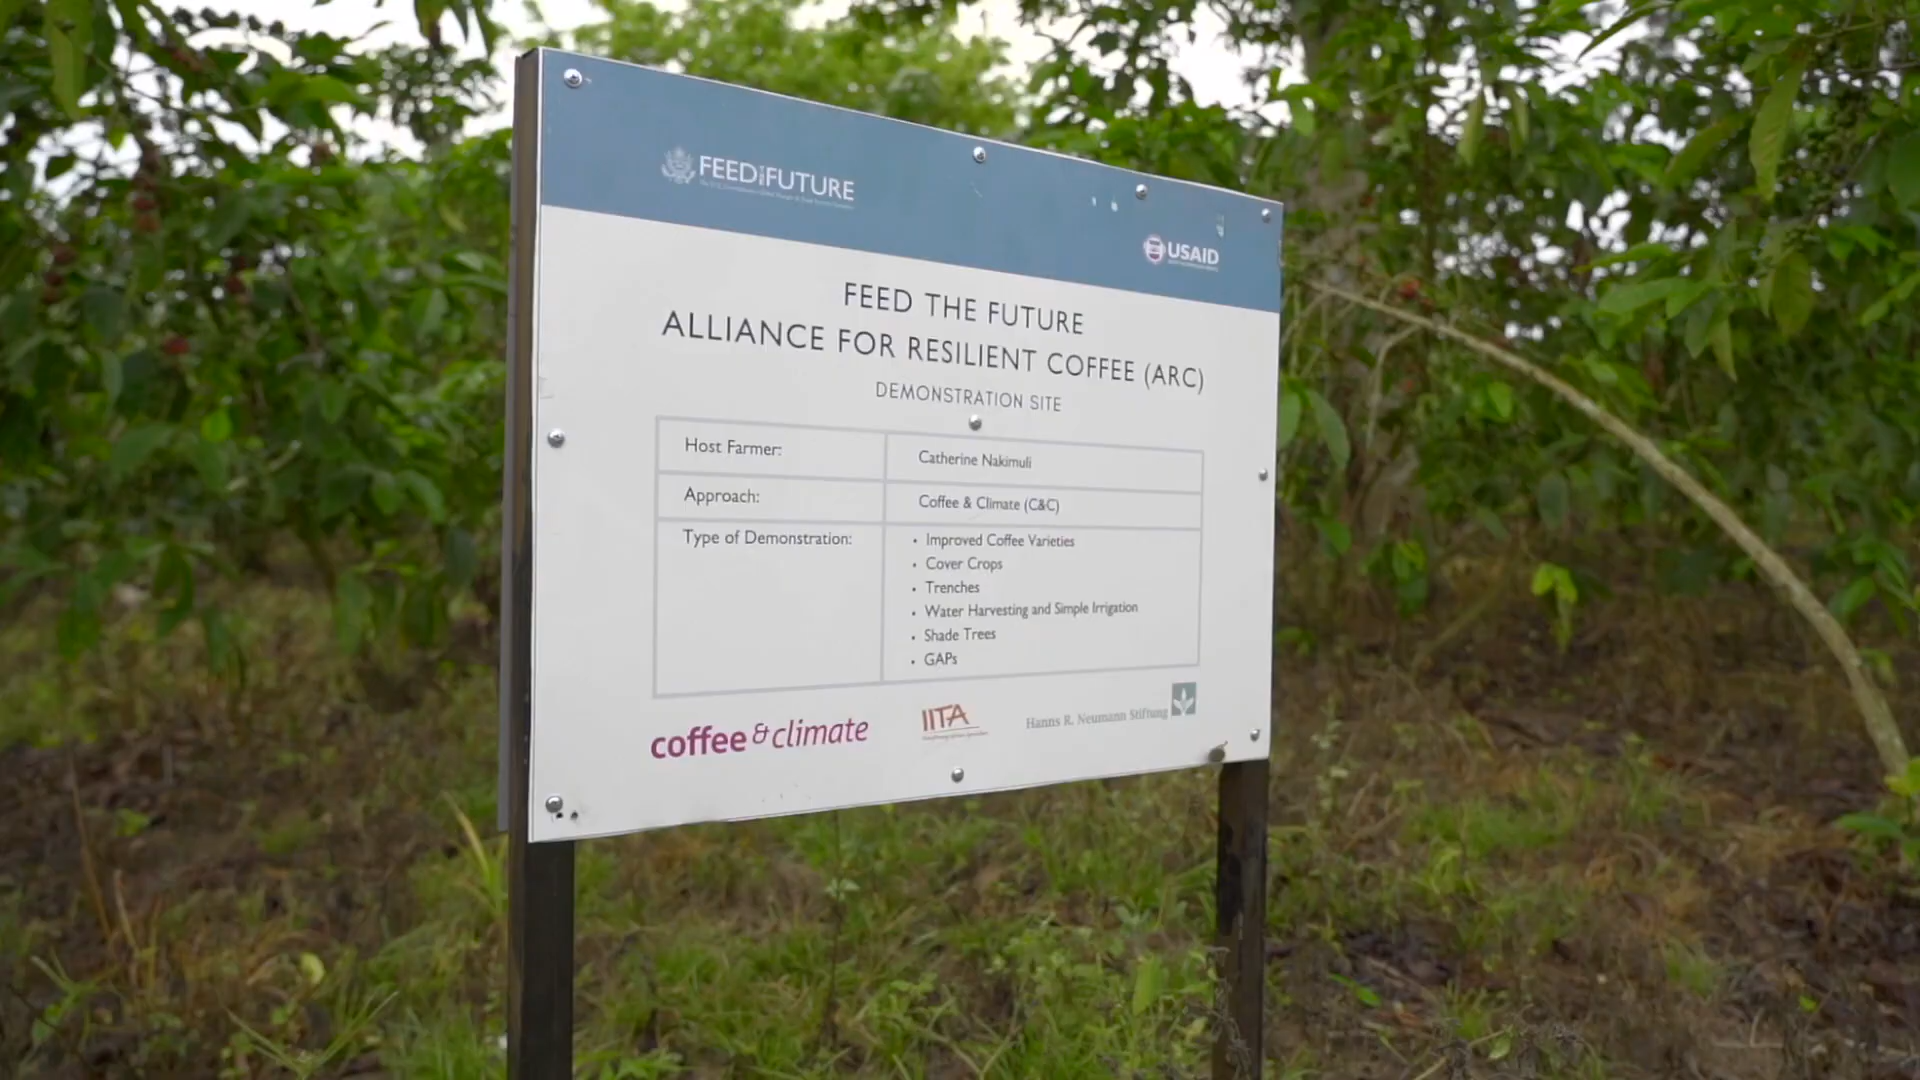 FEED THE FUTURE
USAID
FEED THE FUTURE
ALLIANCE FOR RESILIENT COFFEE (ARC)
DEMONSTRATION SITE
Host Farmer: Catherine Nakimuli
Approach: Coffee & Climate (C&C)
Type of Demonstration:
• Improved Coffee Varieties
• Cover Crops
• Trenches
• Water Harvesting and Simple Irrigation
• Shade Trees
• GAPs
coffee & climate
IITA
Hanns R. Neumann Stiftung